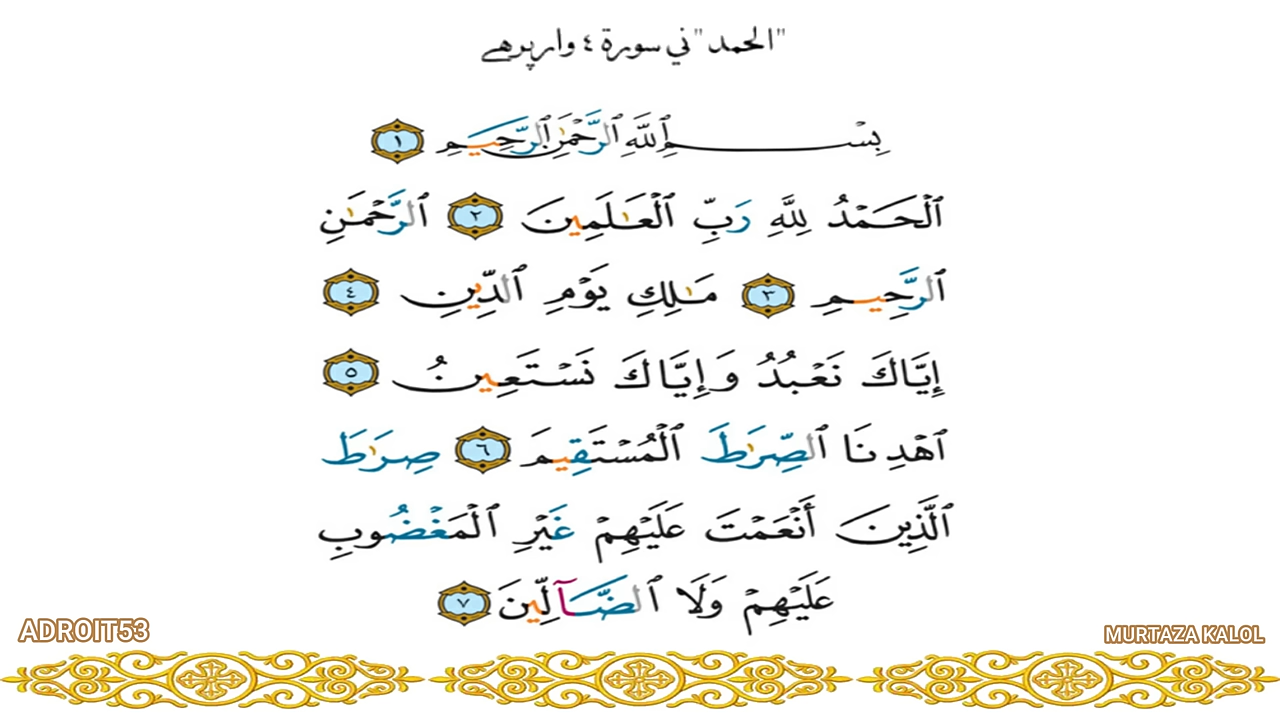 "الحمد" ني سورة ٤ وار پرهے
بِسْمِ ٱللَّهِ ٱلرَّحْمَٰنِ ٱلرَّحِيمِ ١
ٱلْحَمْدُ لِلَّهِ رَبِّ ٱلْعَٰلَمِينَ ٢ ٱلرَّحْمَٰنِ
ٱلرَّحِيمِ ٣ مَٰلِكِ يَوْمِ ٱلدِّينِ ٤
إِيَّاكَ نَعْبُدُ وَإِيَّاكَ نَسْتَعِينُ ٥
ٱهْدِنَا ٱلصِّرَٰطَ ٱلْمُسْتَقِيمَ ٦ صِرَٰطَ
ٱلَّذِينَ أَنْعَمْتَ عَلَيْهِمْ غَيْرِ ٱلْمَغْضُوبِ
عَلَيْهِمْ وَلَا ٱلضَّآلِّينَ ٧
ADROIT53
MURTAZA KALOL